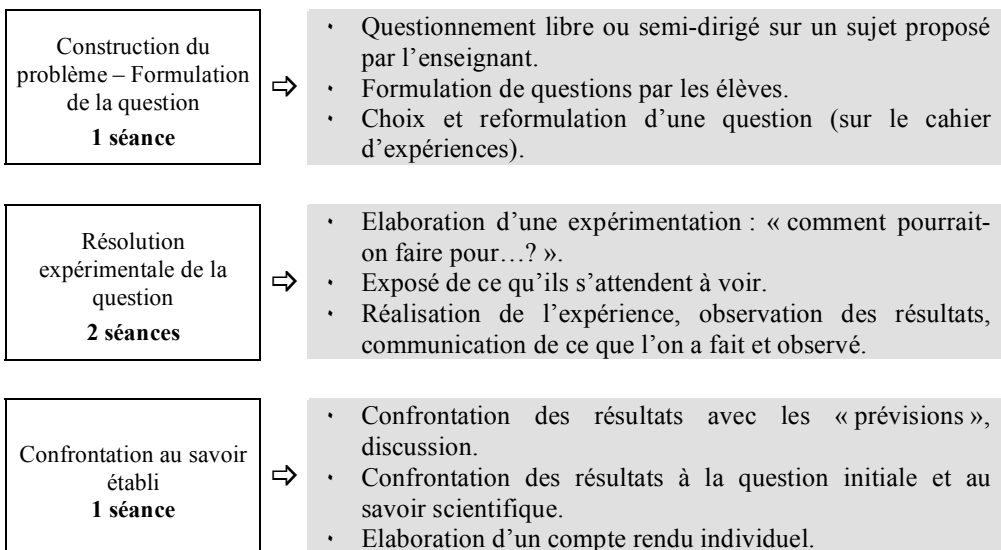 Construction du
problème – Formulation
de la question
1 séance
⇨
· Questionnement libre ou semi-dirigé sur un sujet proposé
par l’enseignant.
· Formulation de questions par les élèves.
· Choix et reformulation d’une question (sur le cahier
d’expériences).
Résolution
expérimentale de la
question
2 séances
⇨
· Elaboration d’une expérimentation : « comment pourrait-
on faire pour…? ».
· Exposé de ce qu’ils s’attendent à voir.
· Réalisation de l’expérience, observation des résultats,
communication de ce que l’on a fait et observé.
Confrontation au savoir
établi
1 séance
⇨
· Confrontation des résultats avec les « prévisions »,
discussion.
· Confrontation des résultats à la question initiale et au
savoir scientifique.
· Elaboration d’un compte rendu individuel.